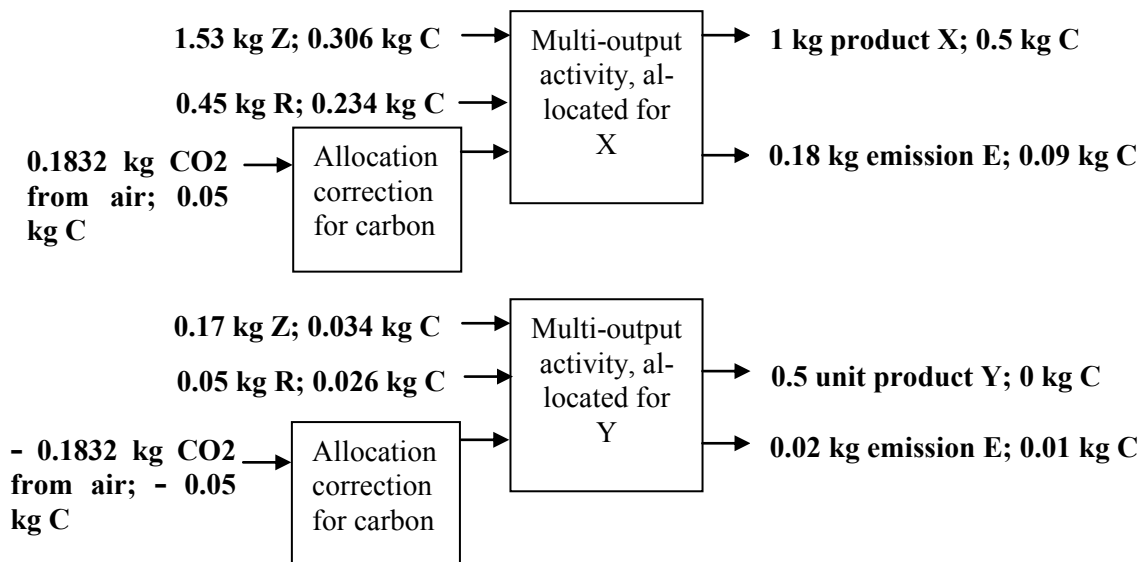 1.53 kg Z; 0.306 kg C
0.45 kg R; 0.234 kg C
0.1832 kg CO2
from air; 0.05
kg C
Allocation
correction
for carbon
Multi-output
activity, al-
located for
X
1 kg product X; 0.5 kg C
0.18 kg emission E; 0.09 kg C
0.17 kg Z; 0.034 kg C
0.05 kg R; 0.026 kg C
- 0.1832 kg CO2
from air; - 0.05
kg C
Allocation
correction
for carbon
Multi-output
activity, al-
located for
Y
0.5 unit product Y; 0 kg C
0.02 kg emission E; 0.01 kg C